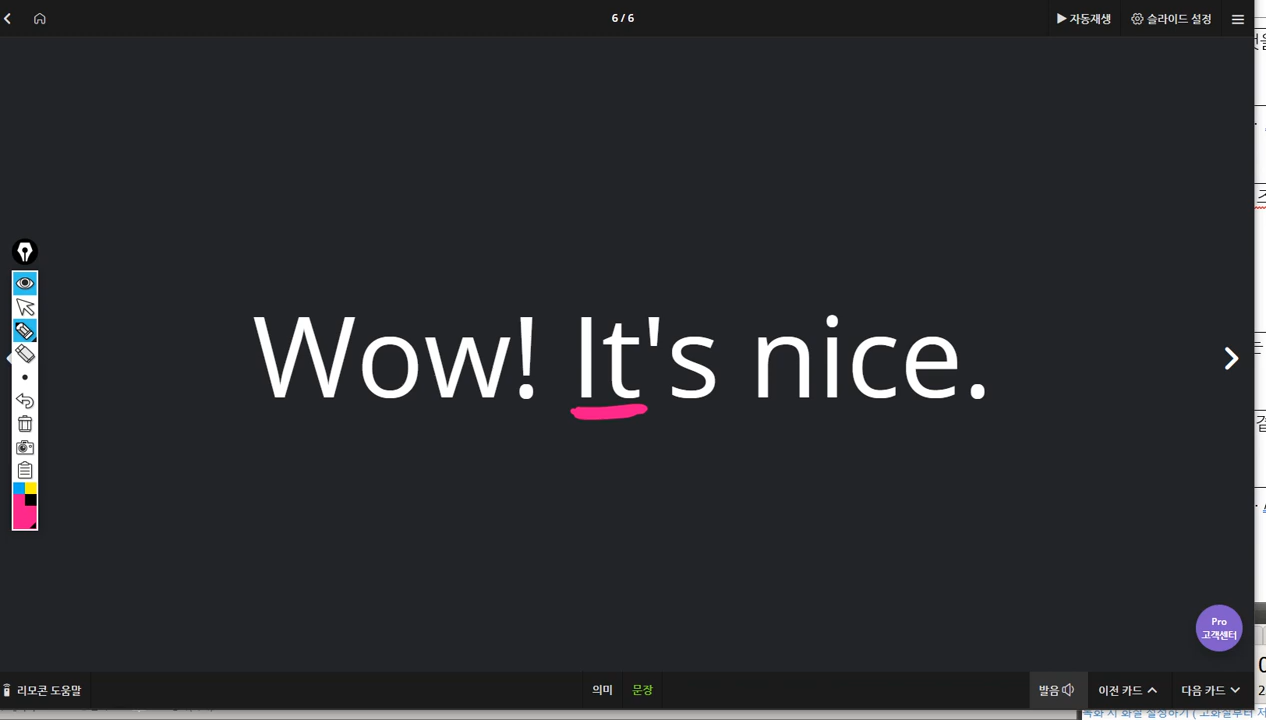 6 / 6
자동재생
슬라이드 설정
Wow! It's nice.
Pro
고객센터
리모콘 도움말
의미
문장
발음
이전 카드
다음 카드